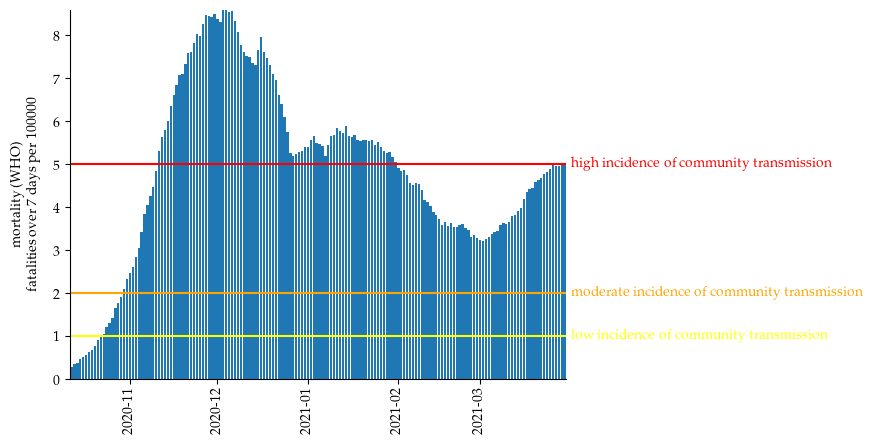 mortality (WHO)
fatalities over 7 days per 100000
8
7
6
5
4
3
2
1
0
high incidence of community transmission
moderate incidence of community transmission
low incidence of community transmission
2020-11
2020-12
2021-01
2021-02
2021-03